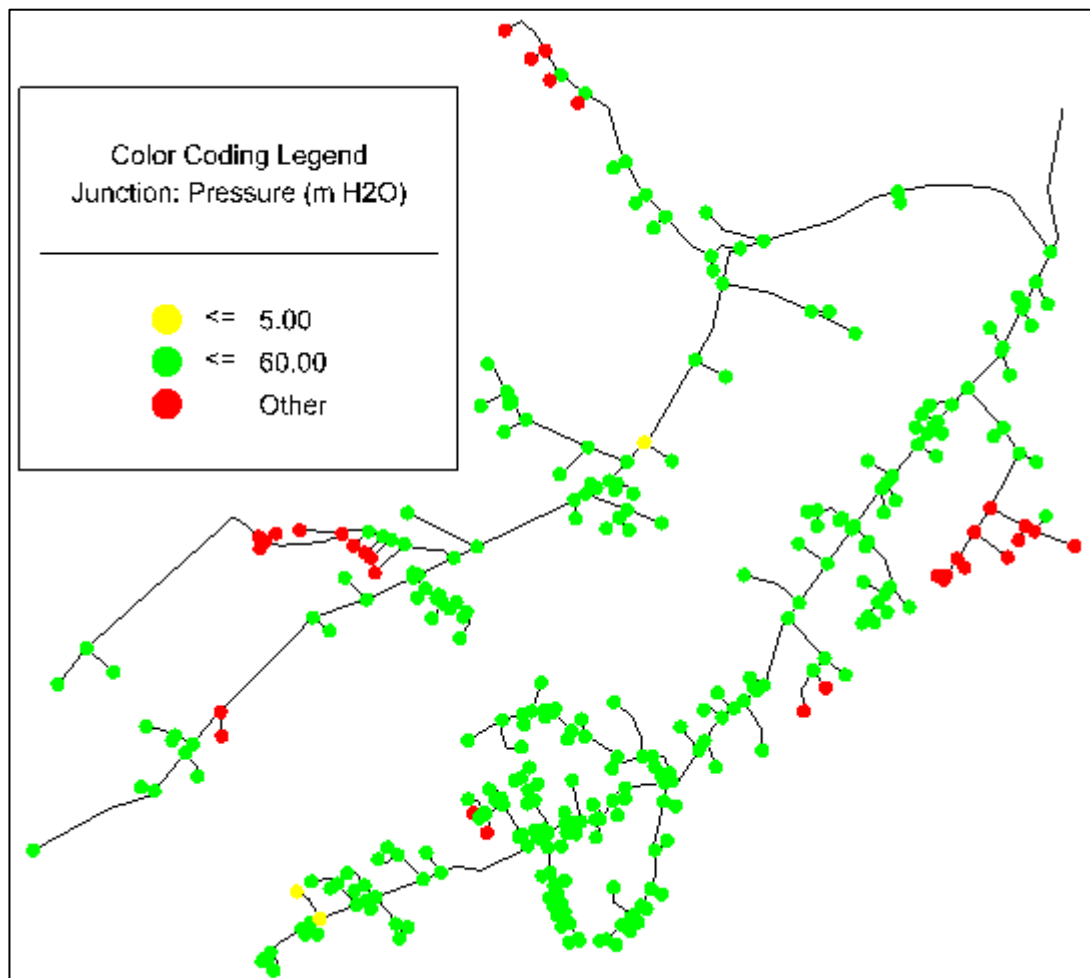 Color Coding Legend
Junction: Pressure (m H2O)
<= 5.00
<= 60.00
Other